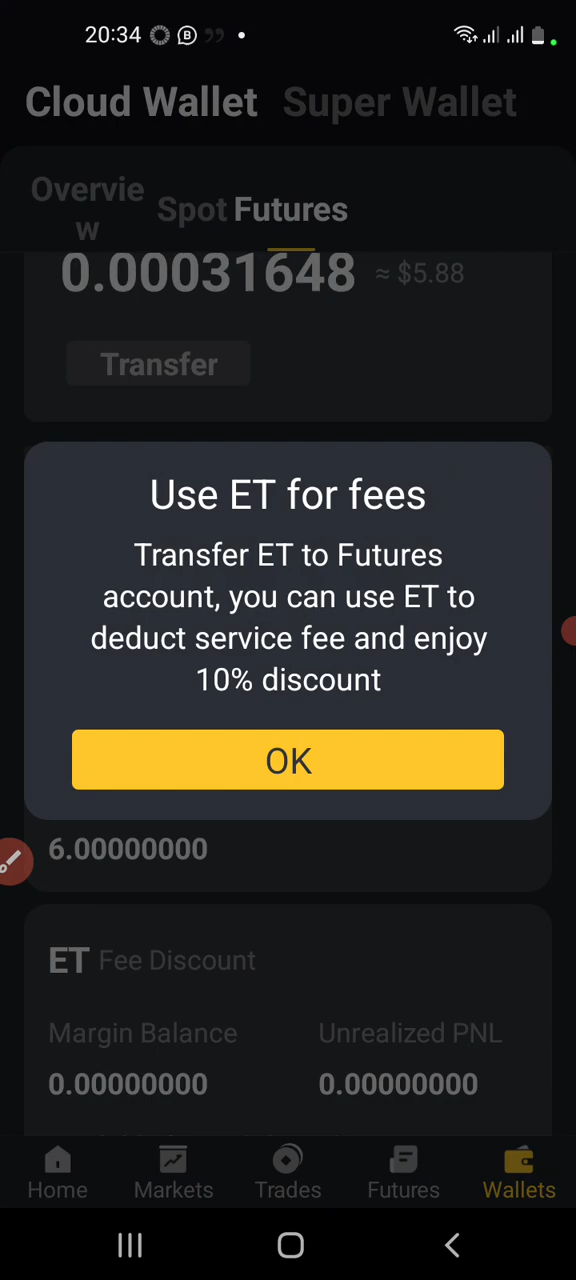 20:34
Cloud Wallet Super Wallet
Overvie
w
Spot Futures
0.00031648 ≈ $5.88
Transfer
Use ET for fees
Transfer ET to Futures
account, you can use ET to
deduct service fee and enjoy
10% discount
OK
6.00000000
ET Fee Discount
Margin Balance Unrealized PNL
0.00000000 0.00000000
Home Markets Trades Futures Wallets